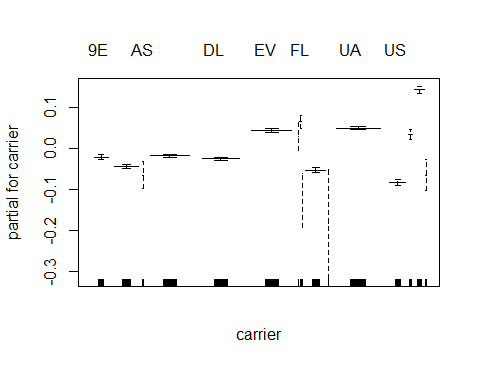 9E AS DL EV FL UA US
partial for carrier
0.1
0.0
-0.1
-0.2
-0.3
carrier